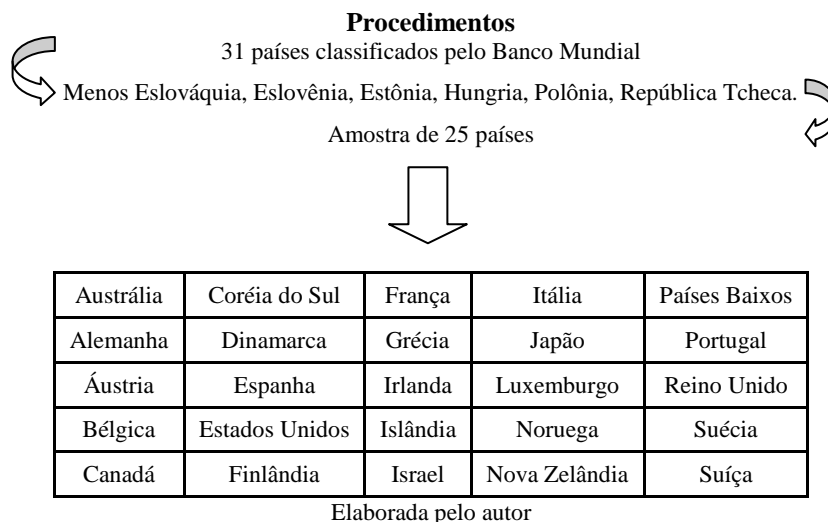 Procedimentos
31 países classificados pelo Banco Mundial
Menos Eslováquia, Eslovênia, Estônia, Hungria, Polônia, República Tcheca.
Amostra de 25 países
Austrália Coréia do Sul França Itália Países Baixos
Alemanha Dinamarca Grécia Japão Portugal
Áustria Espanha Irlanda Luxemburgo Reino Unido
Bélgica Estados Unidos Islândia Noruega Suécia
Canadá Finlândia Israel Nova Zelândia Suíça
Elaborada pelo autor